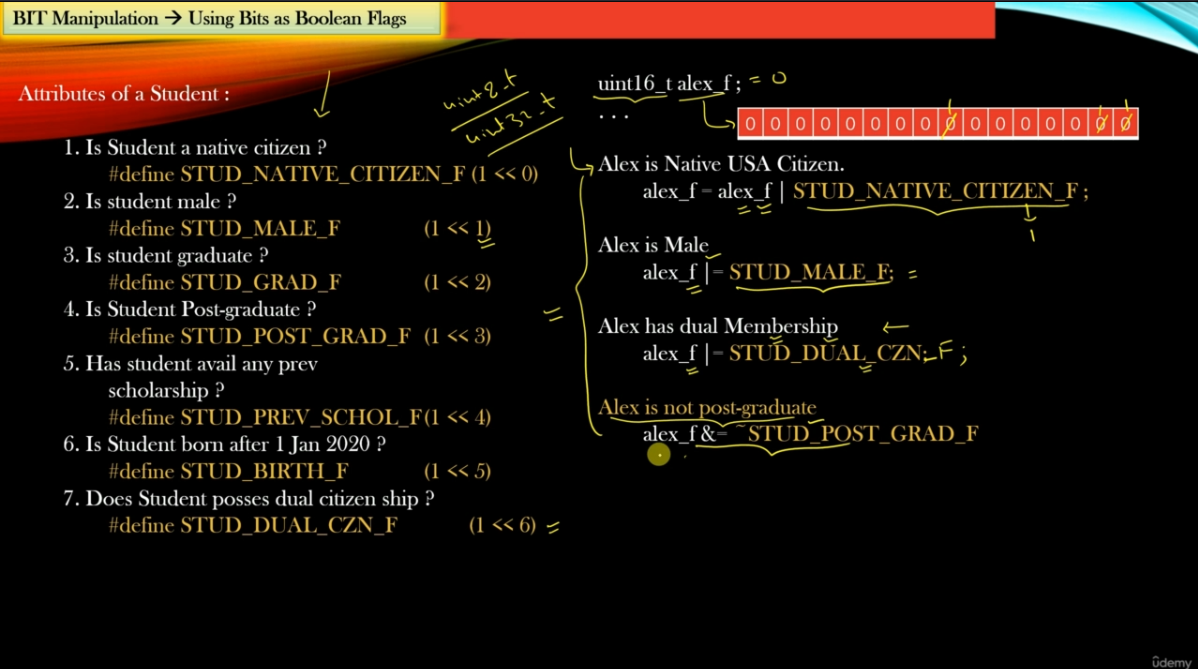 BIT Manipulation → Using Bits as Boolean Flags
Attributes of a Student :
1. Is Student a native citizen ?
#define STUD_NATIVE_CITIZEN_F (1 << 0)
2. Is student male ?
#define STUD_MALE_F (1 << 1)
3. Is student graduate ?
#define STUD_GRAD_F (1 << 2)
4. Is Student Post-graduate ?
#define STUD_POST_GRAD_F (1 << 3)
5. Has student avail any prev
scholarship ?
#define STUD_PREV_SCHOL_F(1 << 4)
6. Is Student born after 1 Jan 2020 ?
#define STUD_BIRTH_F (1 << 5)
7. Does Student posses dual citizen ship ?
#define STUD_DUAL_CZN_F (1 << 6) =
uint32_t
uint16_t alex_f ; = 0
. . .
0 0 0 0 0 0 0 0 0 0 0 0 0 0 0 0
1 1 1
Alex is Native USA Citizen.
alex_f = alex_f | STUD_NATIVE_CITIZEN_F ;
1
Alex is Male
alex_f |= STUD_MALE_F; =
Alex has dual Membership ←
alex_f |= STUD_DUAL_CZN; _F ;
Alex is not post-graduate
alex_f &= ~STUD_POST_GRAD_F
ûdemy